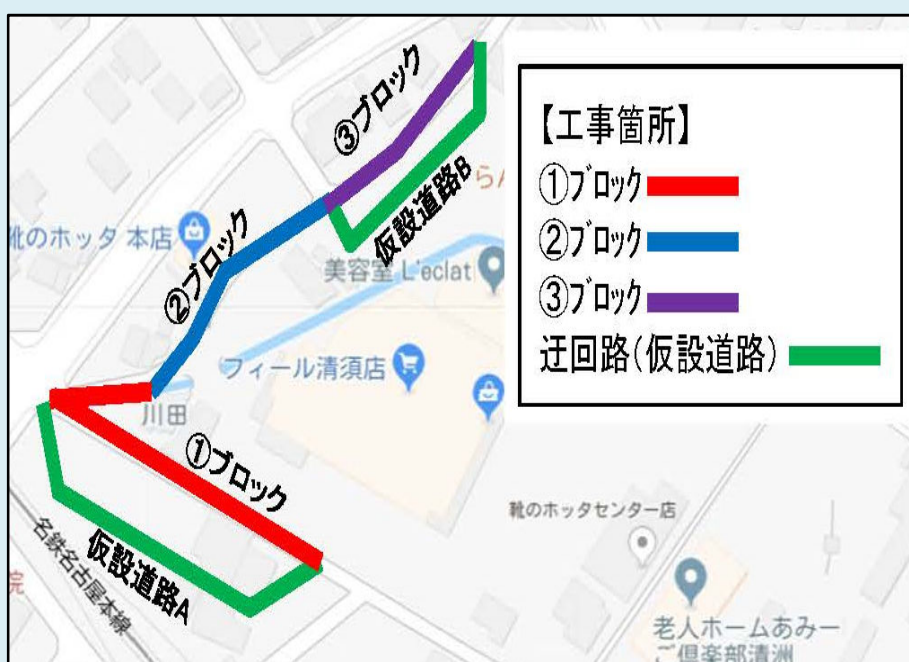 ③ブロック
【工事箇所】
①ブロック
②ブロック
③ブロック
迂回路(仮設道路)
仮設道路B
靴のホッタ 本店
②ブロック
美容室 L'eclat
フィール清須店
川田
①ブロック
靴のホッタセンター店
仮設道路A
名鉄名古屋本線
院
老人ホームあみー
ご倶楽部清洲